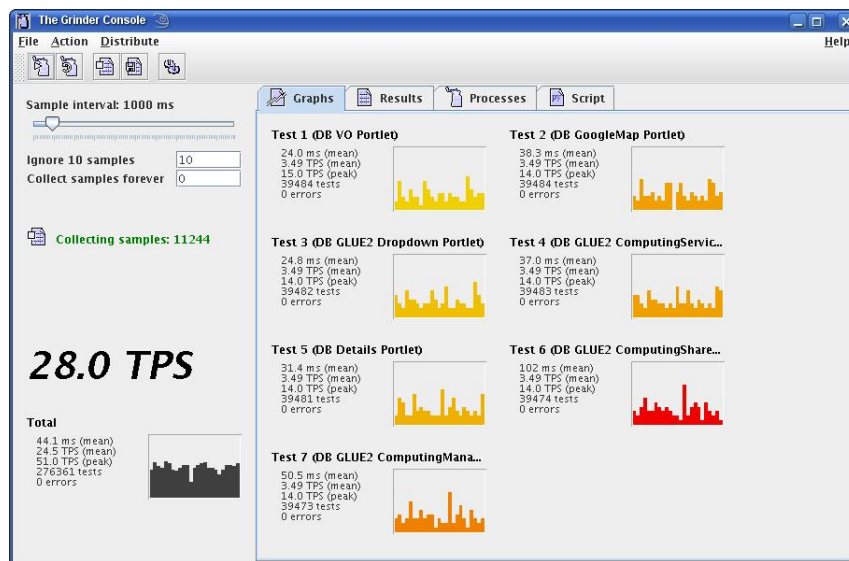 The Grinder Console
File Action Distribute Help
Sample interval: 1000 ms
Ignore 10 samples 10
Collect samples forever 0
Collecting samples: 11244
28.0 TPS
Total
44.1 ms (mean)
24.5 TPS (mean)
51.0 TPS (peak)
276361 tests
0 errors
Graphs Results Processes Script
Test 1 (DB VO Portlet)
24.0 ms (mean)
3.49 TPS (mean)
15.0 TPS (peak)
39484 tests
0 errors
Test 2 (DB GoogleMap Portlet)
38.3 ms (mean)
3.49 TPS (mean)
14.0 TPS (peak)
39484 tests
0 errors
Test 3 (DB GLUE2 Dropdown Portlet)
24.8 ms (mean)
3.49 TPS (mean)
14.0 TPS (peak)
39482 tests
0 errors
Test 4 (DB GLUE2 ComputingServic...
37.0 ms (mean)
3.49 TPS (mean)
14.0 TPS (peak)
39483 tests
0 errors
Test 5 (DB Details Portlet)
31.4 ms (mean)
3.49 TPS (mean)
14.0 TPS (peak)
39481 tests
0 errors
Test 6 (DB GLUE2 ComputingShare...
102 ms (mean)
3.49 TPS (mean)
14.0 TPS (peak)
39474 tests
0 errors
Test 7 (DB GLUE2 ComputingMana...
50.5 ms (mean)
3.49 TPS (mean)
14.0 TPS (peak)
39473 tests
0 errors